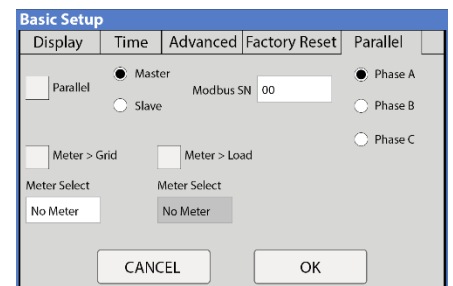 Basic Setup
Display Time Advanced Factory Reset Parallel
Parallel Master Modbus SN 00 Phase A
Slave Phase B
Phase C
Meter > Grid Meter > Load
Meter Select Meter Select
No Meter No Meter
CANCEL OK